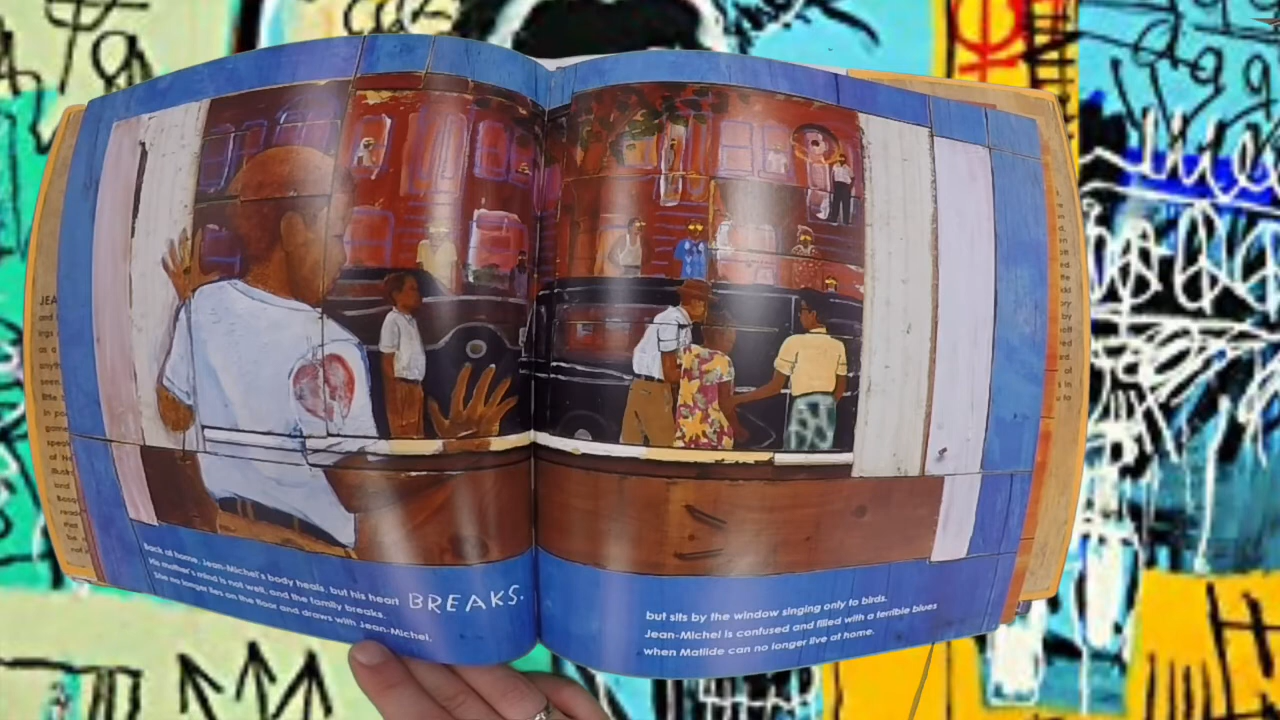 JEA
Back at home, Jean-Michel's body heals, but his heart BREAKS.
His mother's mind is not well, and the family breaks.
She no longer lies on the floor and draws with Jean-Michel,
but sits by the window singing only to birds.
Jean-Michel is confused and filled with a terrible blues
when Matilde can no longer live at home.